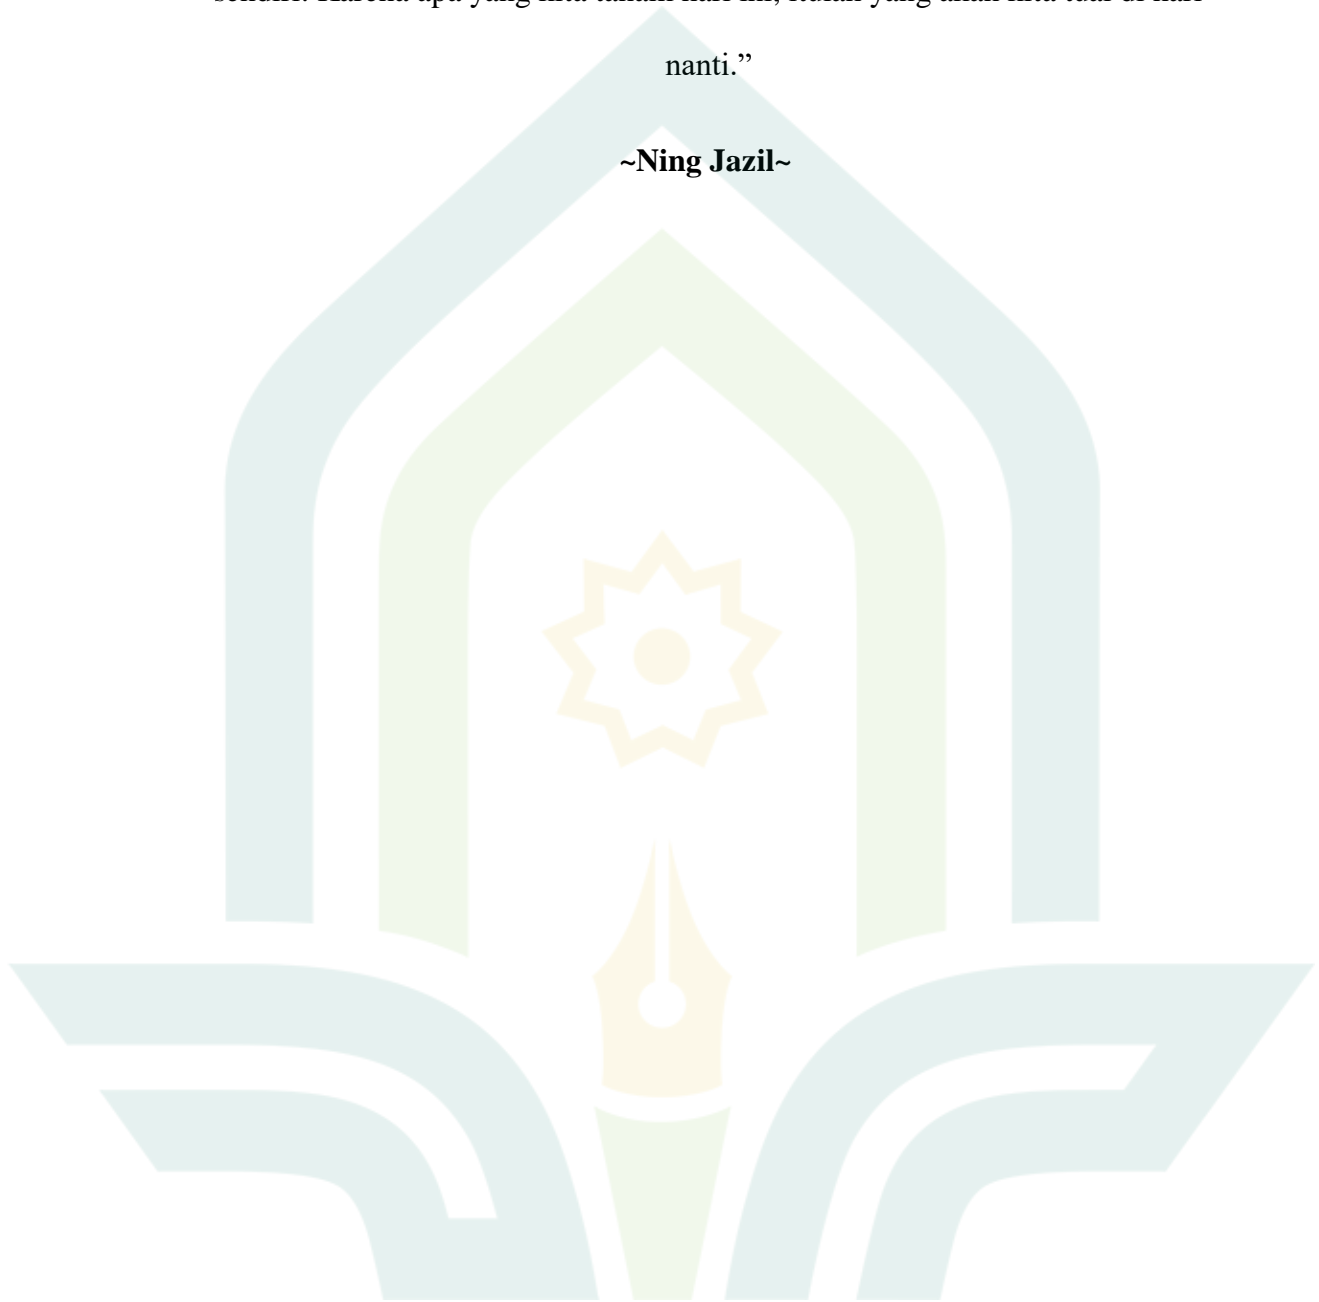 sendiri. Karena apa yang kita tanam hari ini, itulah yang akan kita tuai di hari
nanti.”
~Ning Jazil~